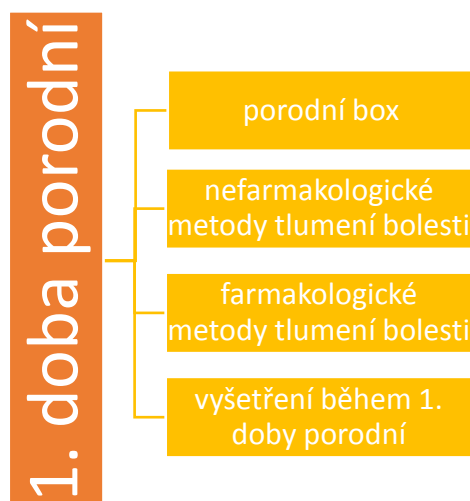 1. doba porodní
porodní box
nefarmakologické
metody tlumení bolesti
farmakologické
metody tlumení bolesti
vyšetření během 1.
doby porodní